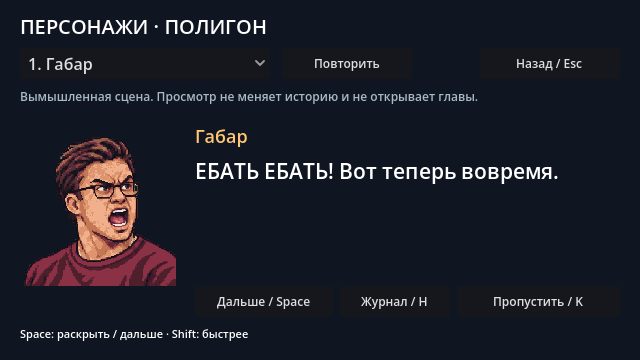 ПЕРСОНАЖИ · ПОЛИГОН
1. Габар
Повторить
Назад / Esc
Вымышленная сцена. Просмотр не меняет историю и не открывает главы.
Габар
ЕБАТЬ ЕБАТЬ! Вот теперь вовремя.
Дальше / Space
Журнал / H
Пропустить / K
Space: раскрыть / дальше · Shift: быстрее